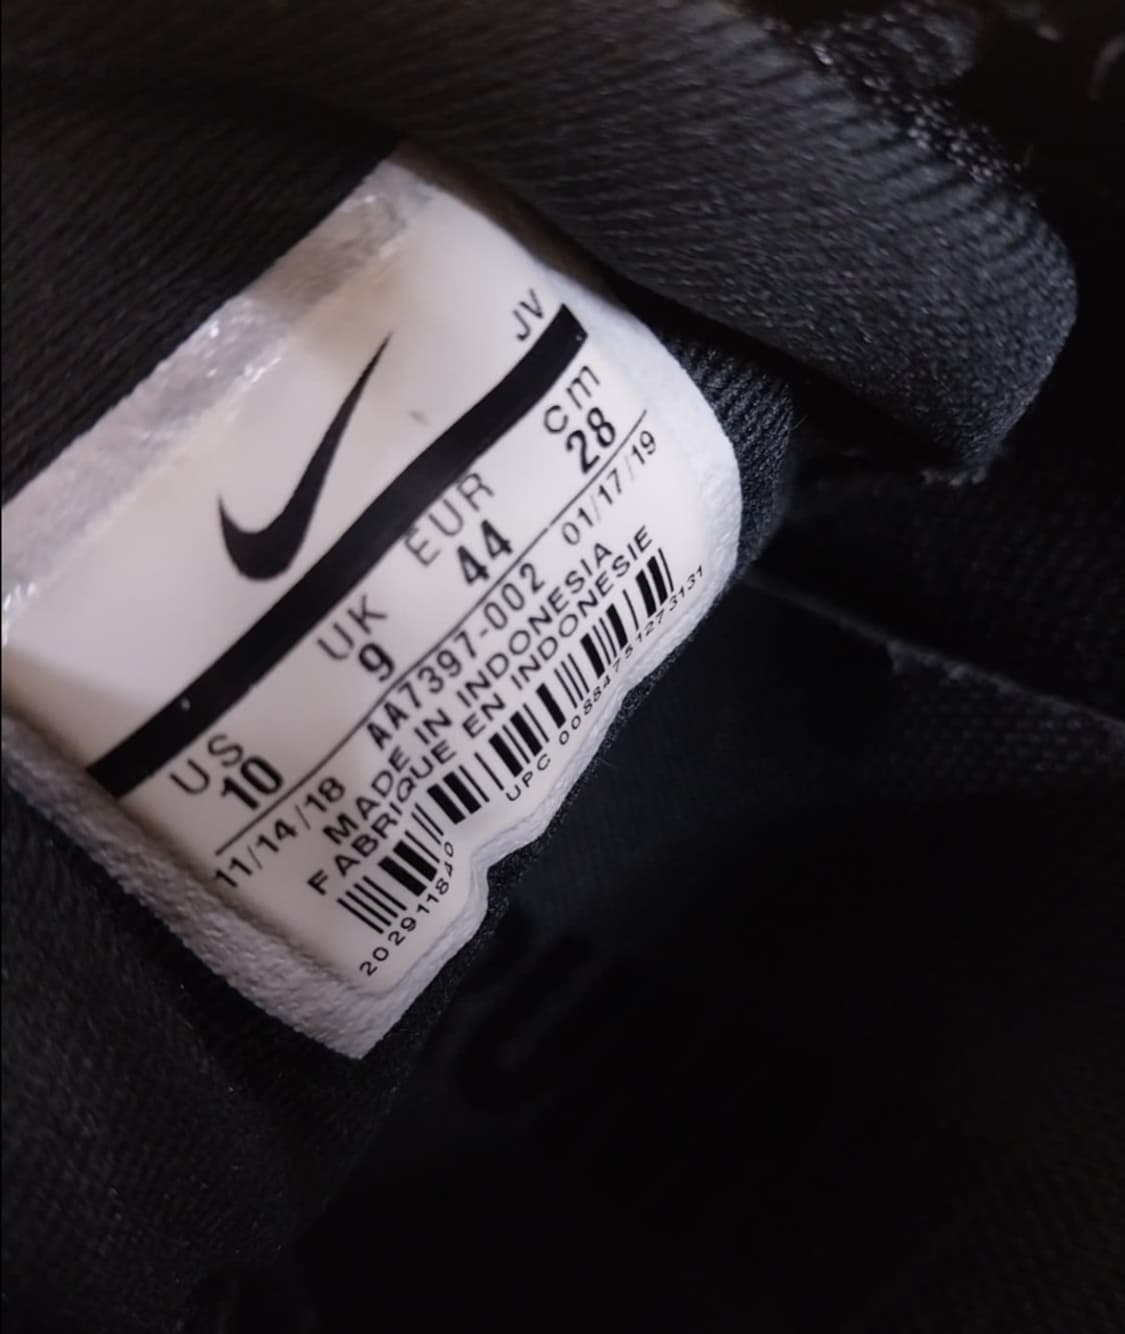 JV
US UK EUR cm
10 9 44 28
11/14/18 AA7397-002 01/17/19
MADE IN INDONESIA
FABRIQUE EN INDONESIE
202911840 UPC 00884751273131